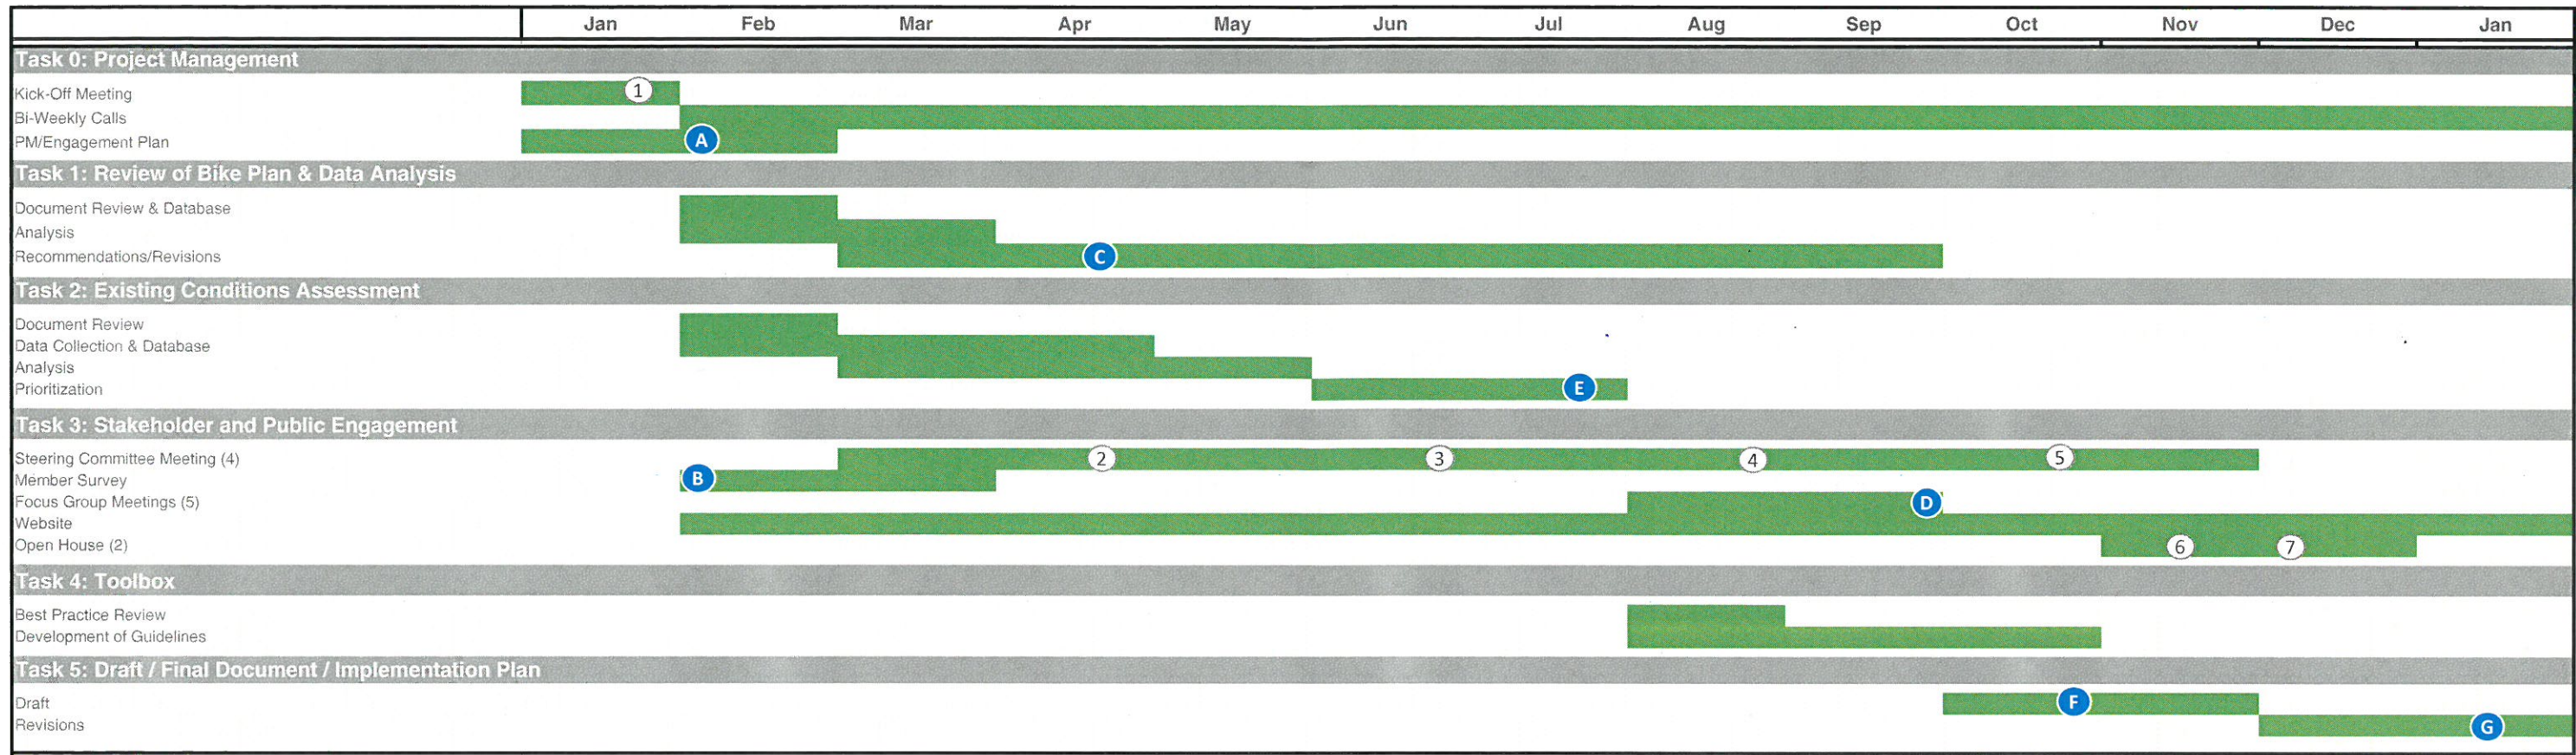 Jan Feb Mar Apr May Jun Jul Aug Sep Oct Nov Dec Jan
Task 0: Project Management
Kick-Off Meeting 1
Bi-Weekly Calls
PM/Engagement Plan A
Task 1: Review of Bike Plan & Data Analysis
Document Review & Database
Analysis
Recommendations/Revisions C
Task 2: Existing Conditions Assessment
Document Review
Data Collection & Database
Analysis
Prioritization E
Task 3: Stakeholder and Public Engagement
Steering Committee Meeting (4) 2 3 4 5
Member Survey B
Focus Group Meetings (5) D
Website
Open House (2) 6 7
Task 4: Toolbox
Best Practice Review
Development of Guidelines
Task 5: Draft / Final Document / Implementation Plan
Draft F
Revisions G